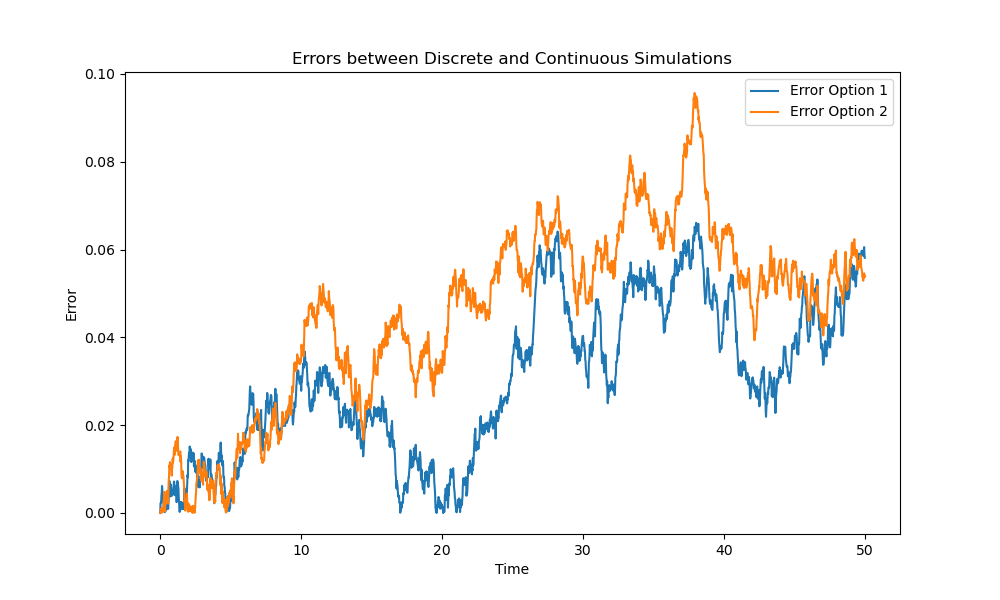 Errors between Discrete and Continuous Simulations
Error Option 1
Error Option 2
0.10
0.08
0.06
0.04
0.02
0.00
Error
0
10
20
30
40
50
Time